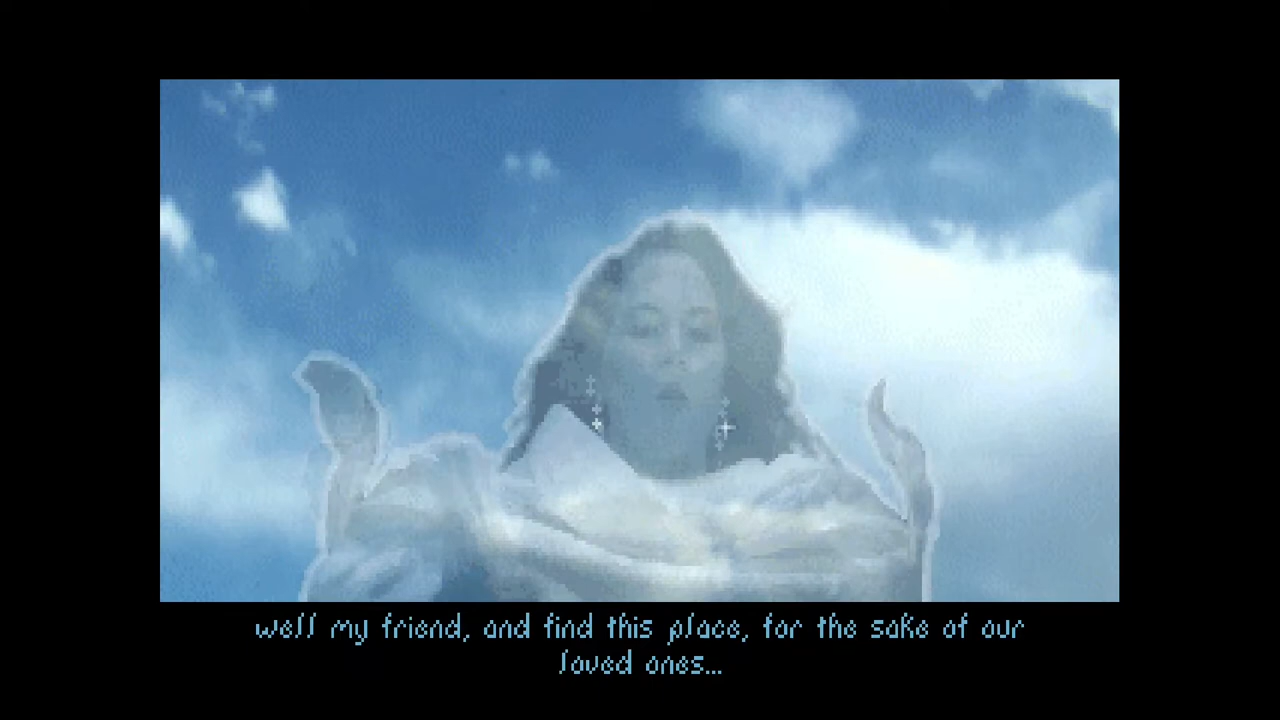 well my friend, and find this place, for the sake of our
loved ones...